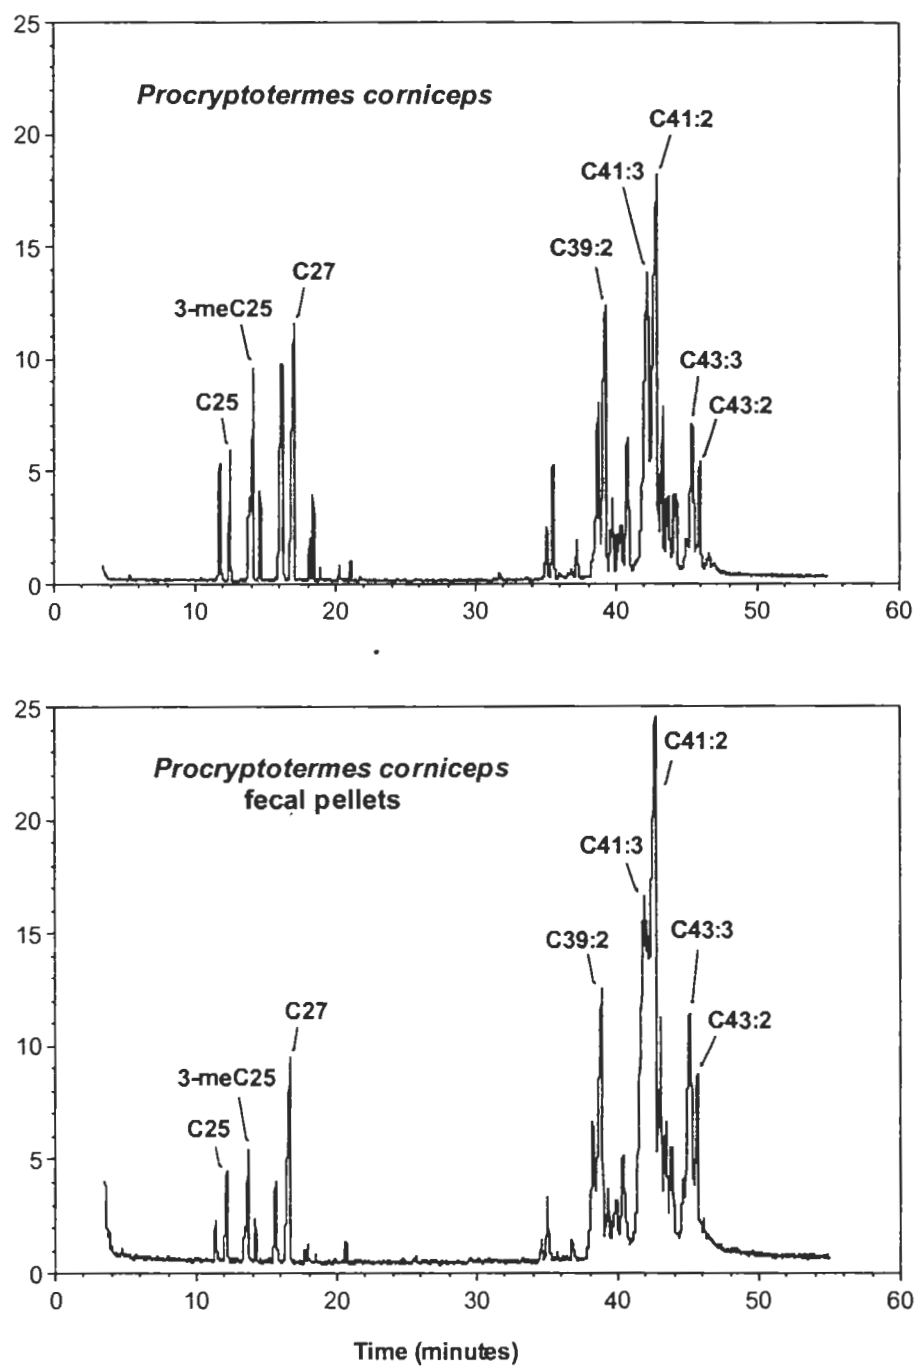 25
Procryptotermes corniceps
C41:2
20
C41:3
C39:2
15
C27
3-meC25
10
C43:3
C25
C43:2
5
0
0 10 20 30 40 50 60
25
C41:2
Procryptotermes corniceps
fecal pellets
20
C41:3
15
C39:2
C43:3
C27
C43:2
10
3-meC25
C25
5
0
0 10 20 30 40 50 60
Time (minutes)